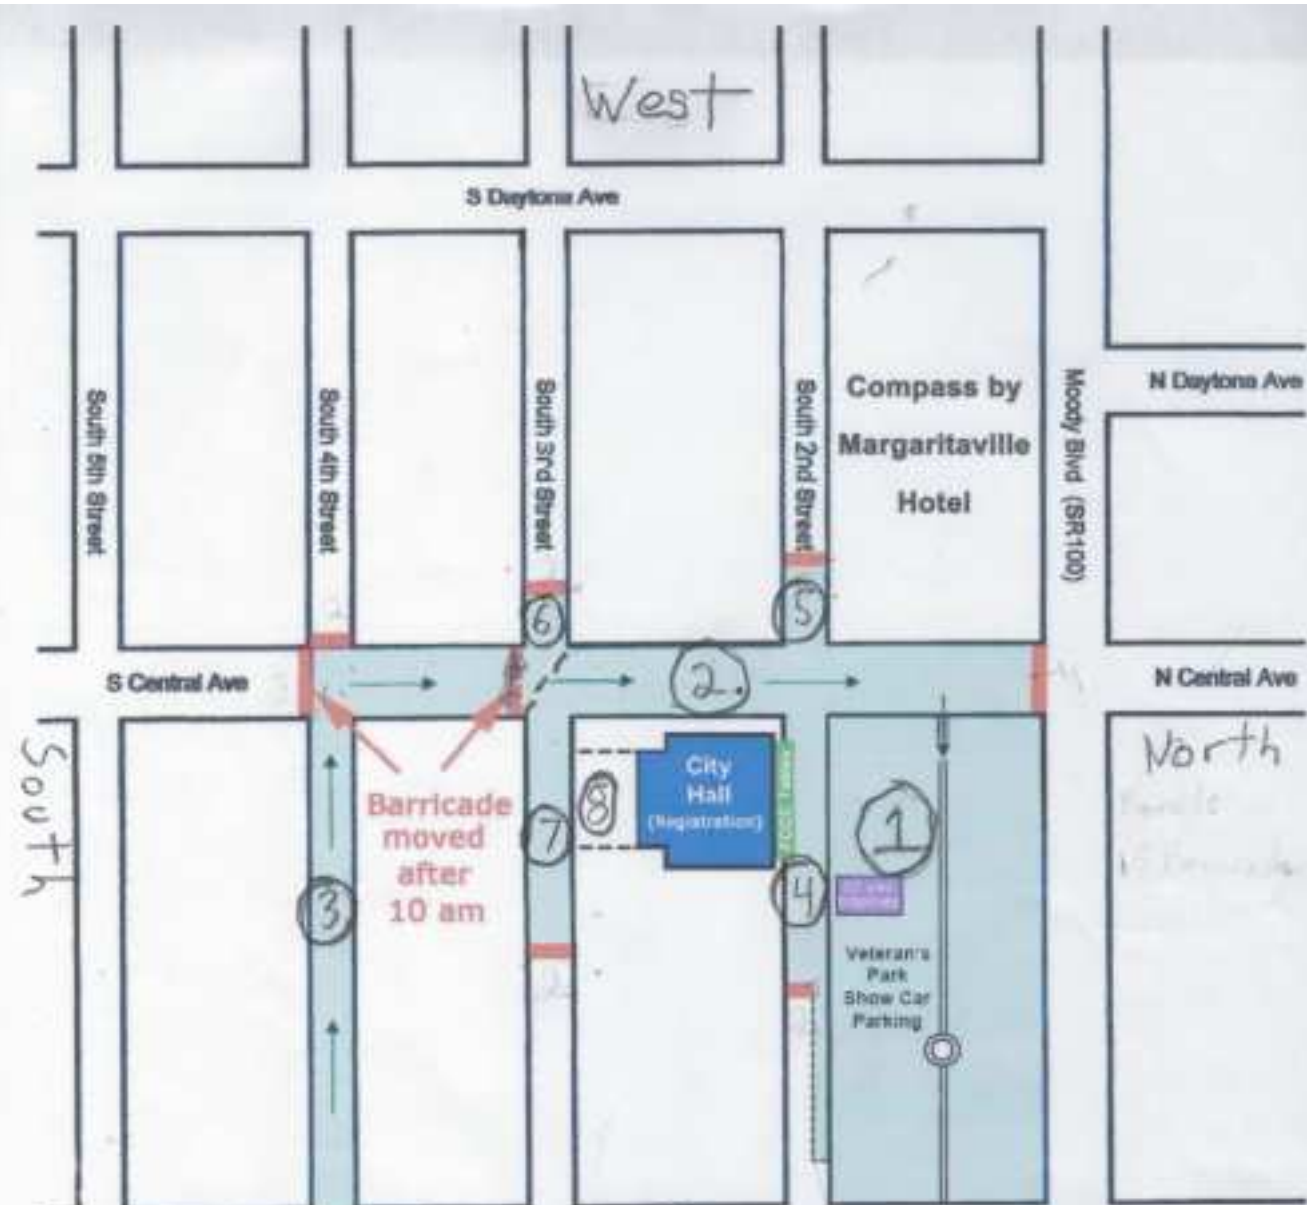 West
S Daytona Ave
South 5th Street
South 4th Street
South 3rd Street
South 2nd Street
Compass by
Margaritaville
Hotel
Moody Blvd (SR100)
N Daytona Ave
6
5
S Central Ave
2.
N Central Ave
South
North
City
Hall
(Registration)
1
8
7
Barricade
moved
after
10 am
3
4
Veteran's
Park
Show Car
Parking